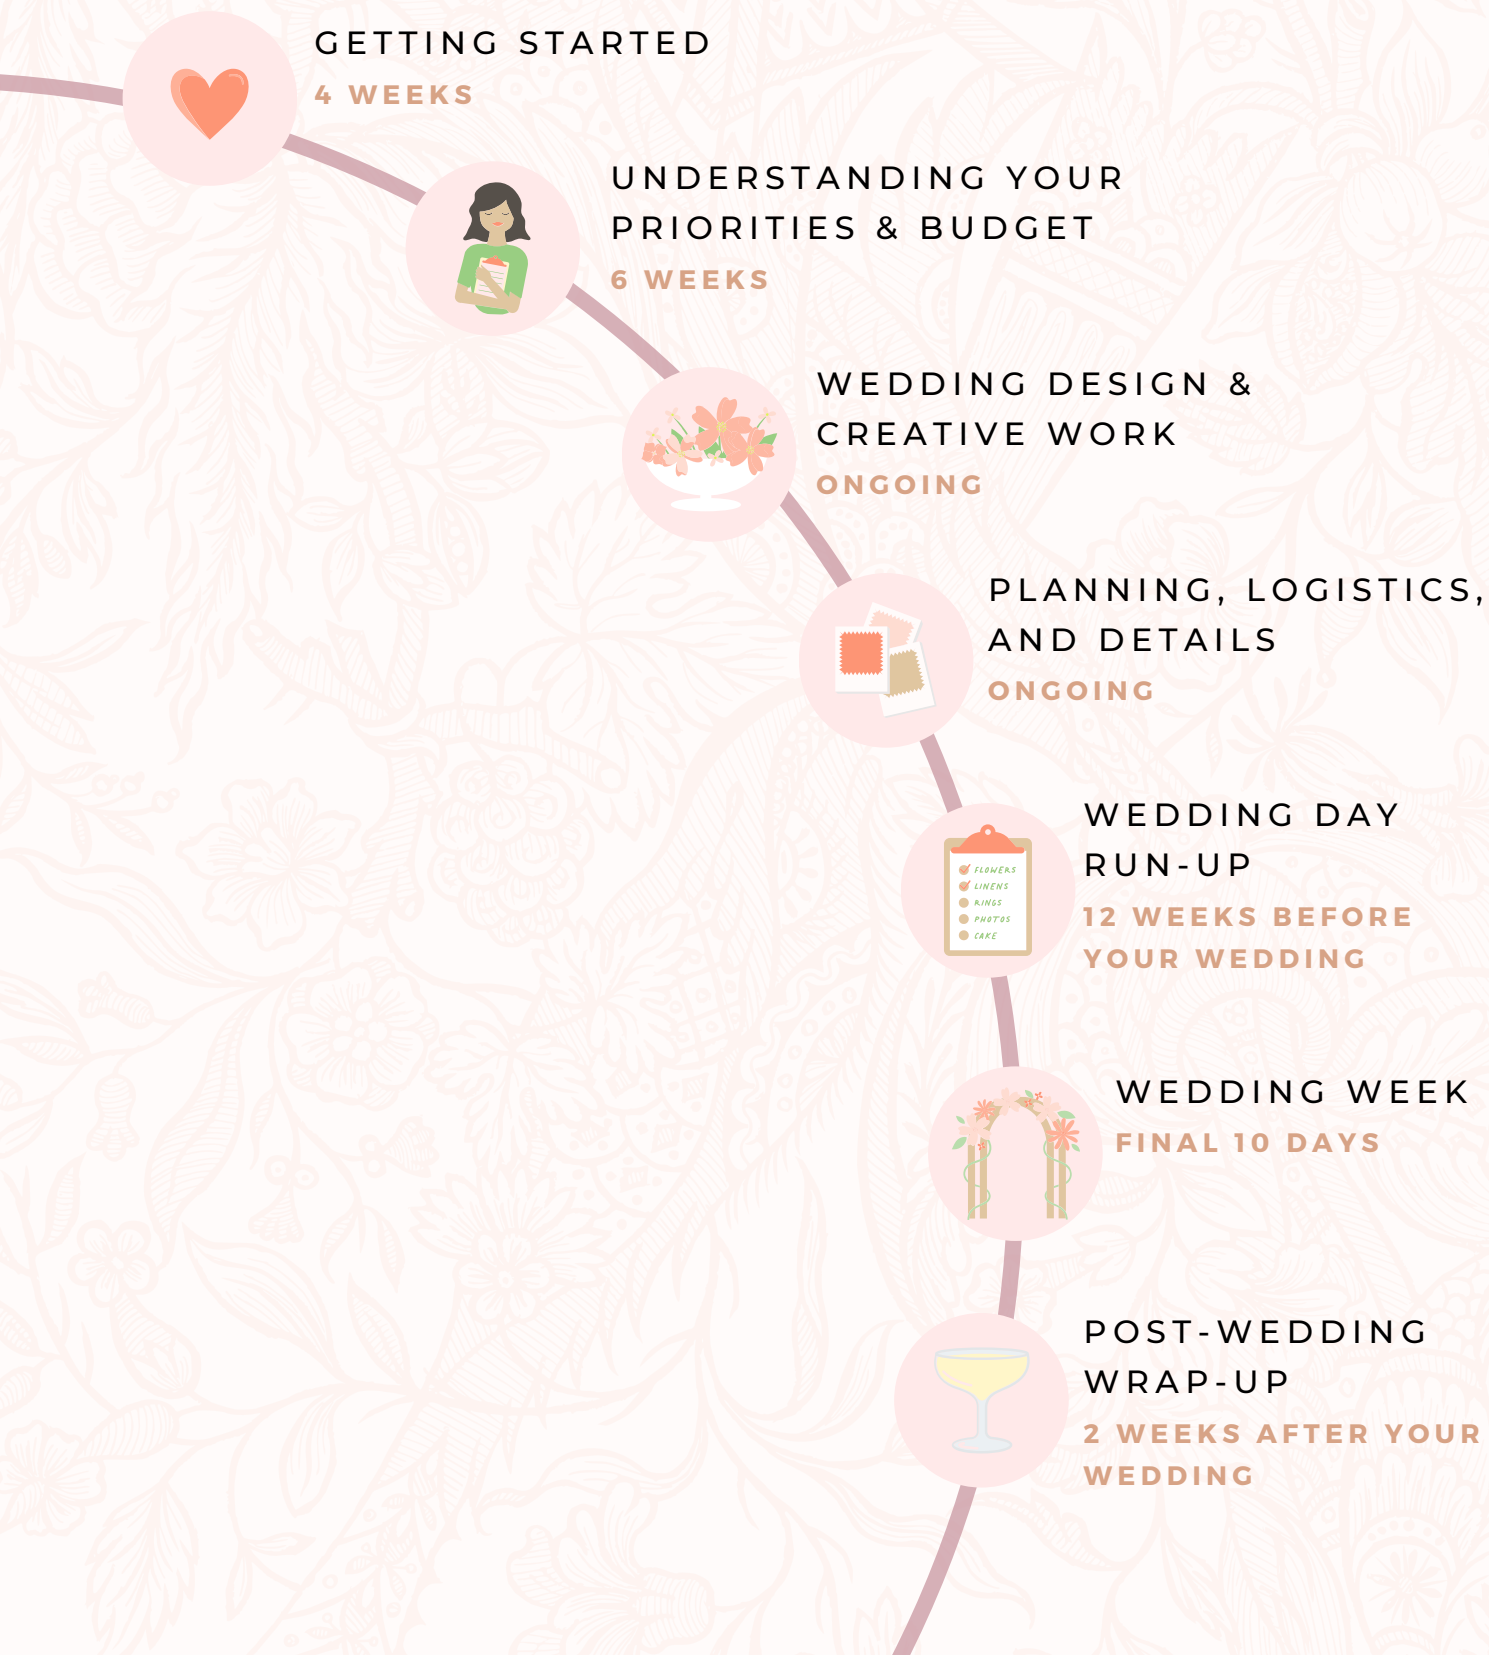 GETTING STARTED
4 WEEKS
UNDERSTANDING YOUR
PRIORITIES & BUDGET
6 WEEKS
WEDDING DESIGN &
CREATIVE WORK
ONGOING
PLANNING, LOGISTICS,
AND DETAILS
ONGOING
WEDDING DAY
RUN-UP
12 WEEKS BEFORE
YOUR WEDDING
FLOWERS
LINENS
RINGS
PHOTOS
CAKE
WEDDING WEEK
FINAL 10 DAYS
POST-WEDDING
WRAP-UP
2 WEEKS AFTER YOUR
WEDDING